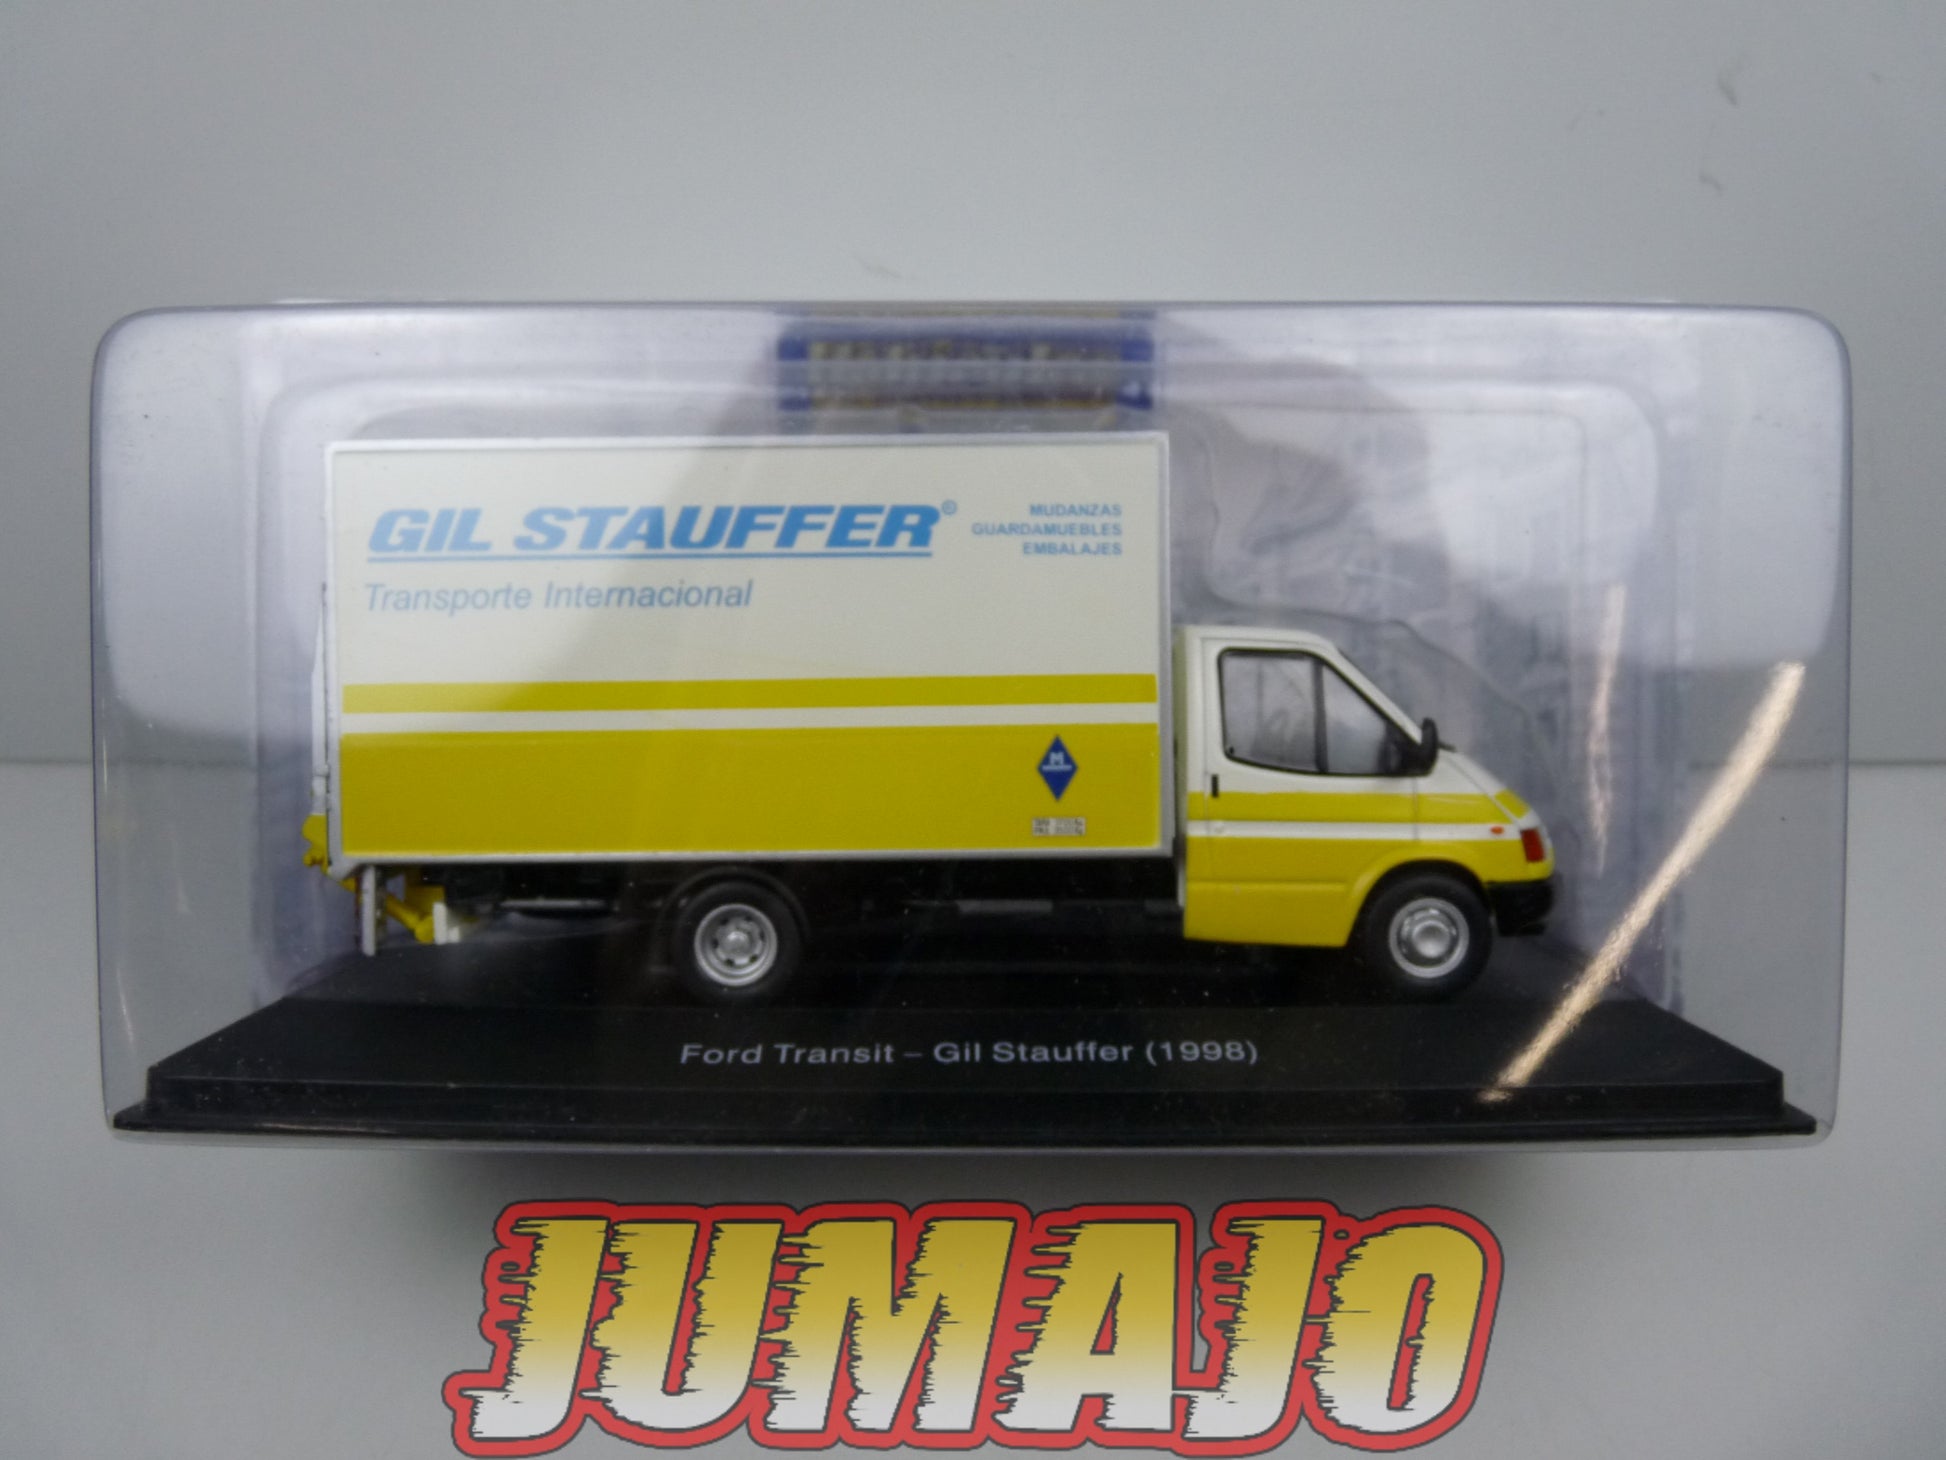 GIL STAUFFER®
Transporte Internacional
MUDANZAS
GUARDAMUEBLES
EMBALAJES
M
Ford Transit – Gil Stauffer (1998)
JUMAJO